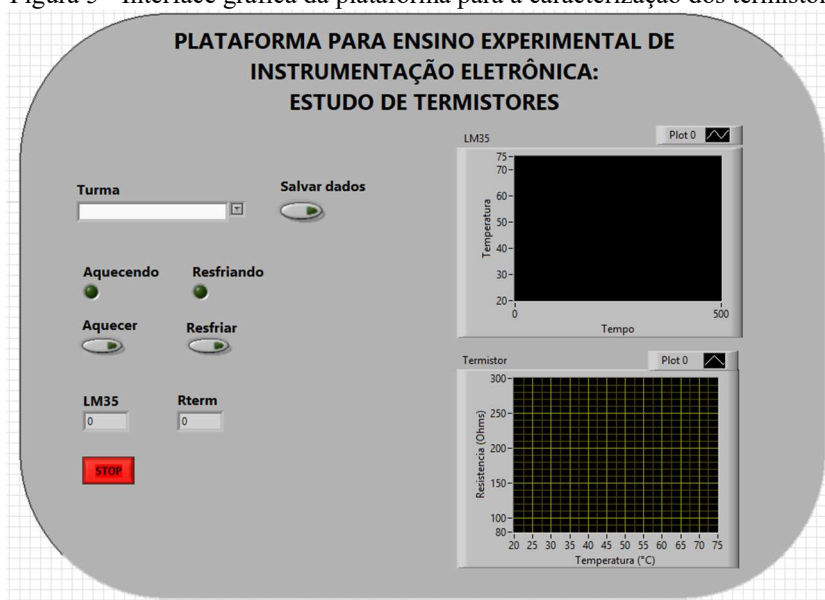 Figura 5 - Interface gráfica da plataforma para a caracterização dos termistor
PLATAFORMA PARA ENSINO EXPERIMENTAL DE
INSTRUMENTAÇÃO ELETRÔNICA:
ESTUDO DE TERMISTORES
Turma
Salvar dados
Aquecendo
Resfriando
Aquecer
Resfriar
LM35
Rterm
0
0
STOP
LM35
Plot 0
Temperatura
75
70
60
50
40
30
20
0
500
Tempo
Termistor
Plot 0
Resistencia (Ohms)
300
250
200
150
100
80
20 25 30 35 40 45 50 55 60 65 70 75
Temperatura (°C)